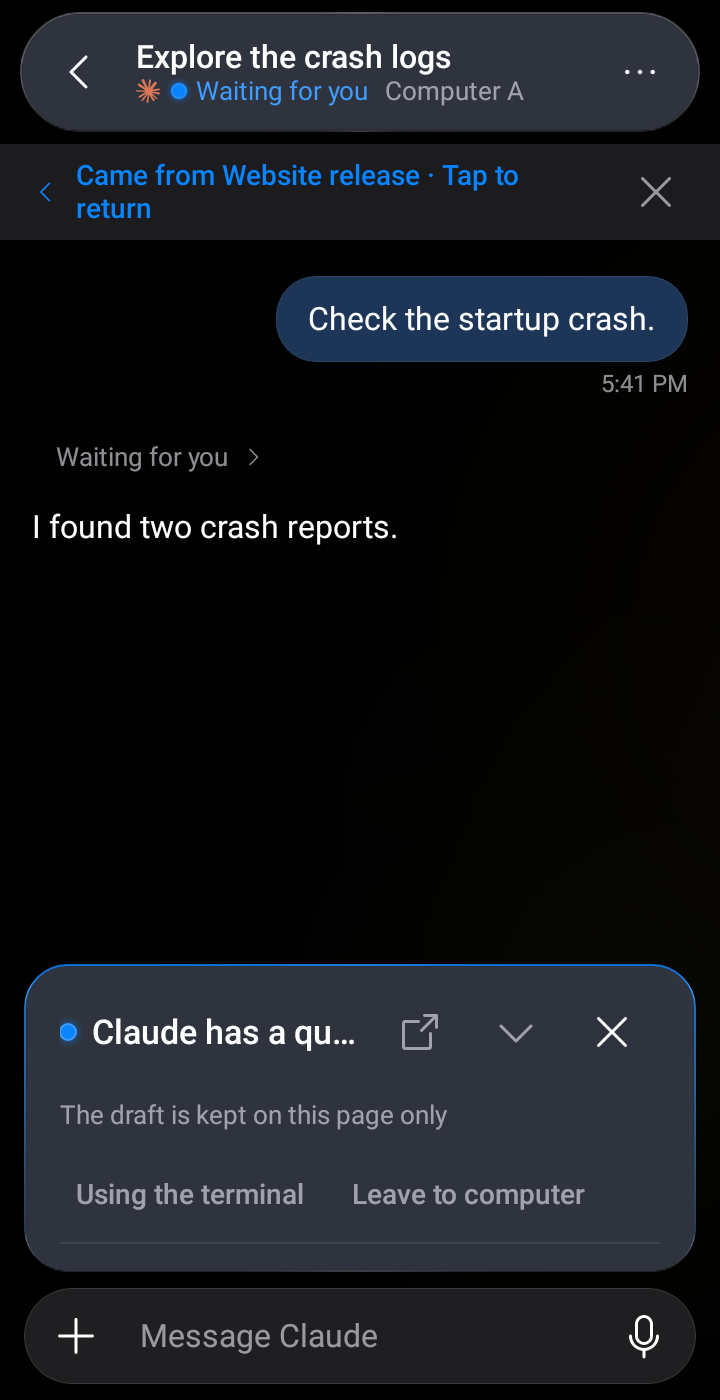 Explore the crash logs
Waiting for you Computer A
Came from Website release · Tap to
return
Check the startup crash.
5:41 PM
Waiting for you
I found two crash reports.
Claude has a qu...
The draft is kept on this page only
Using the terminal Leave to computer
Message Claude